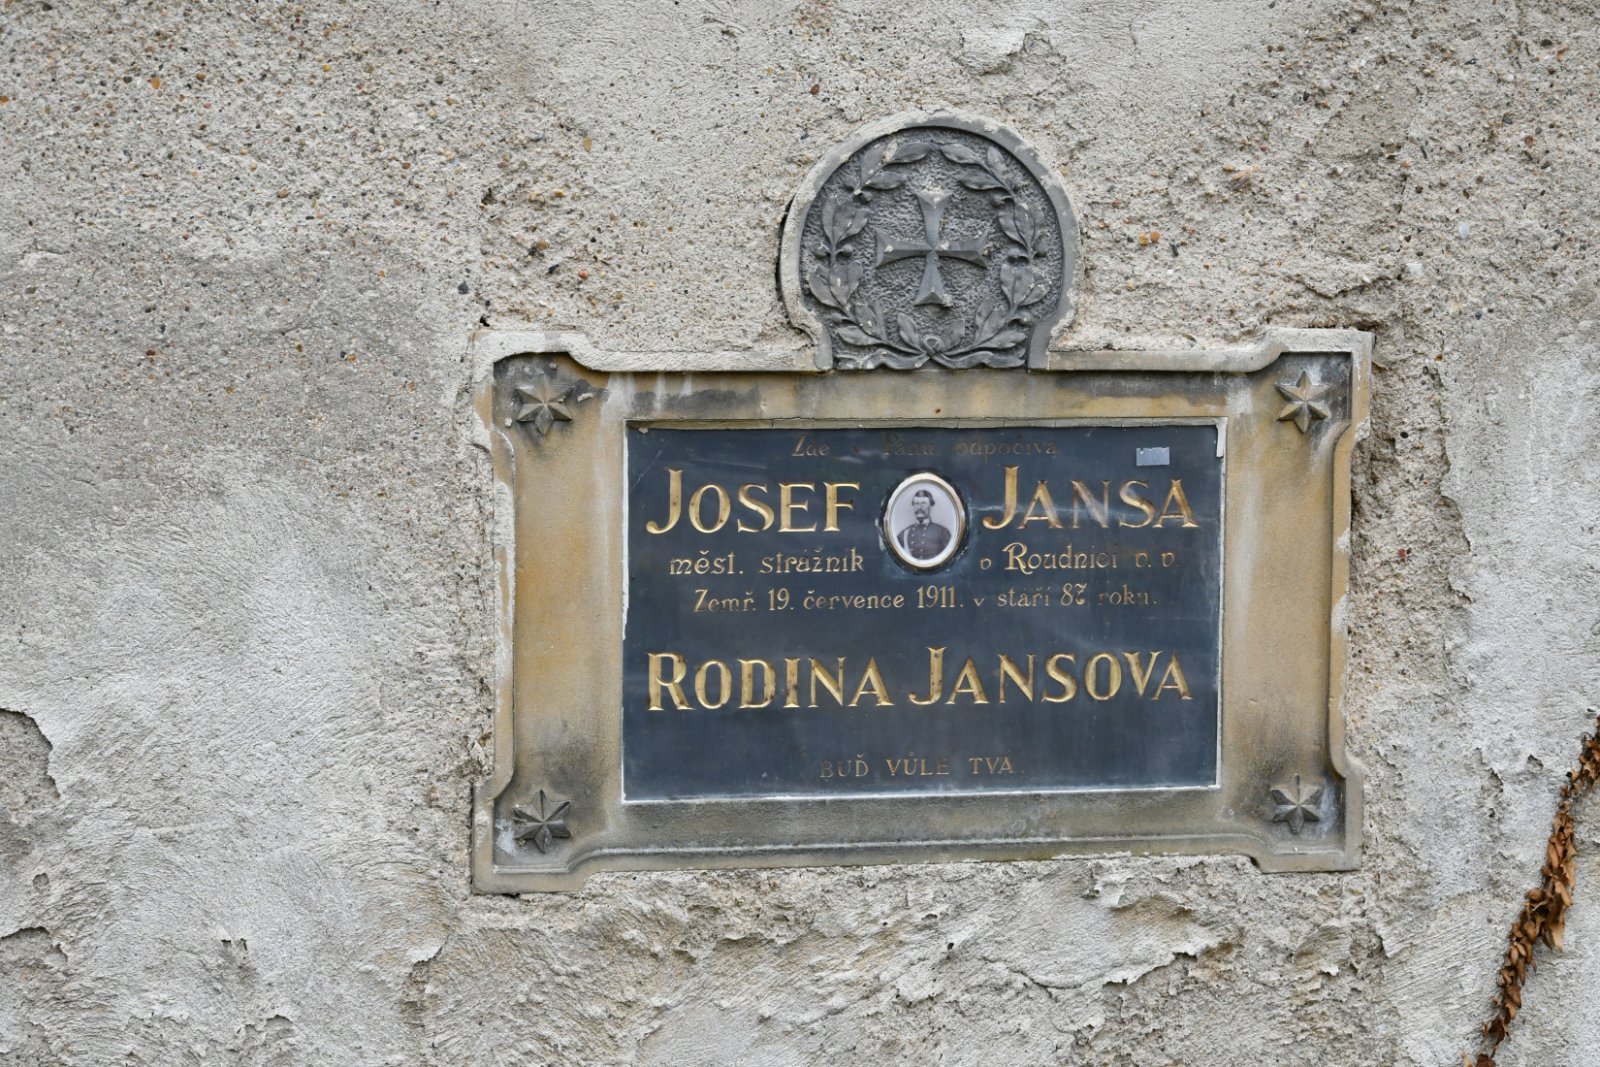 Zde v Pánu odpočívá
JOSEF JANSA
měst. strážník v Roudnici n. v.
Zemř. 19. července 1911. v stáří 87. roku.
RODINA JANSOVA
BUĎ VŮLE TVÁ.